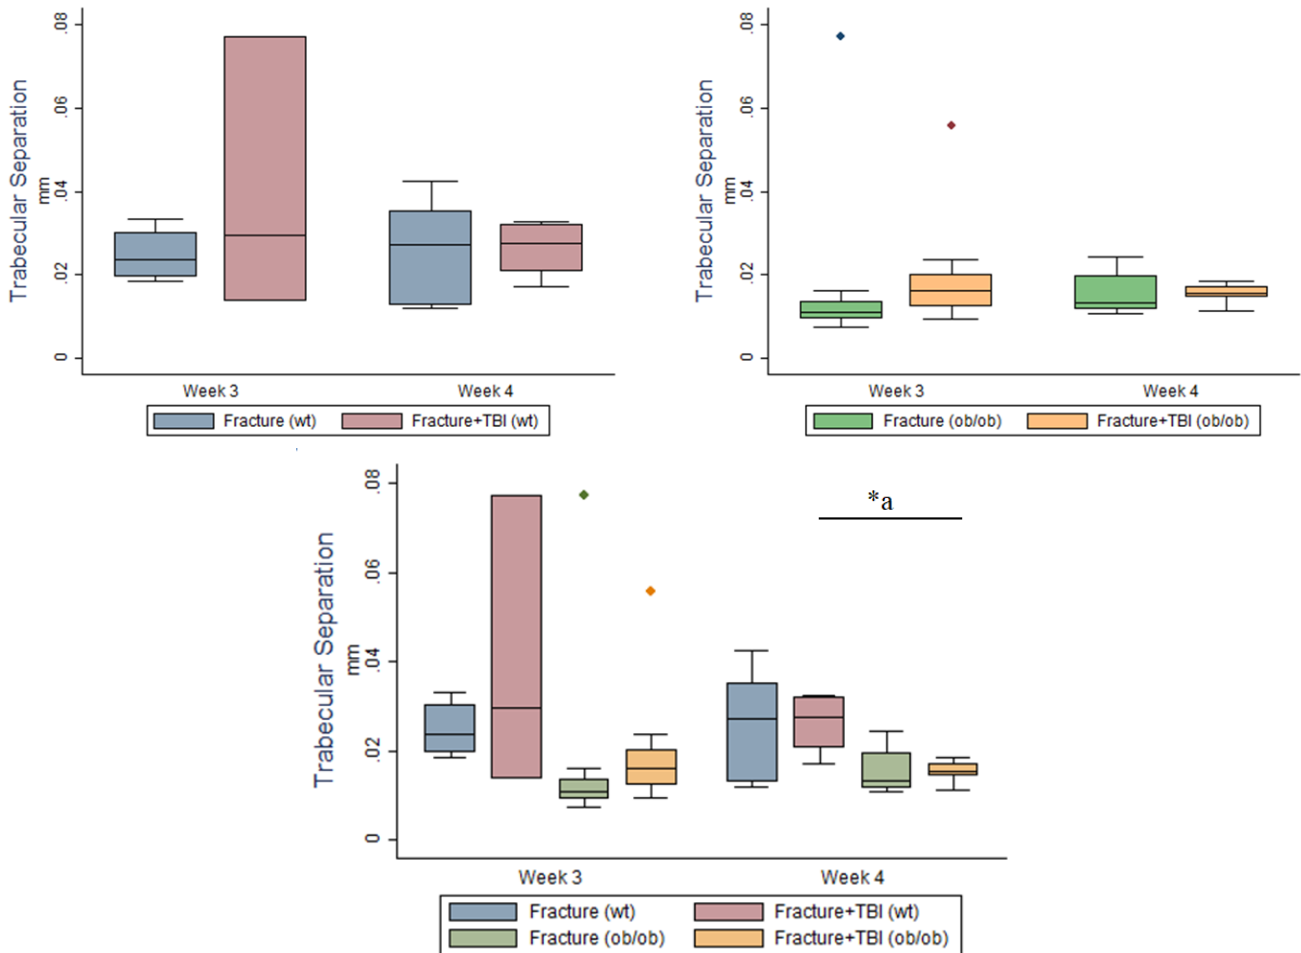 Trabecular Separation
mm
.08
.06
.04
.02
0
Week 3
Week 4
Fracture (wt)
Fracture+TBI (wt)
Trabecular Separation
mm
.08
.06
.04
.02
0
Week 3
Week 4
Fracture (ob/ob)
Fracture+TBI (ob/ob)
Trabecular Separation
mm
.08
.06
.04
.02
0
*a
Week 3
Week 4
Fracture (wt)
Fracture+TBI (wt)
Fracture (ob/ob)
Fracture+TBI (ob/ob)